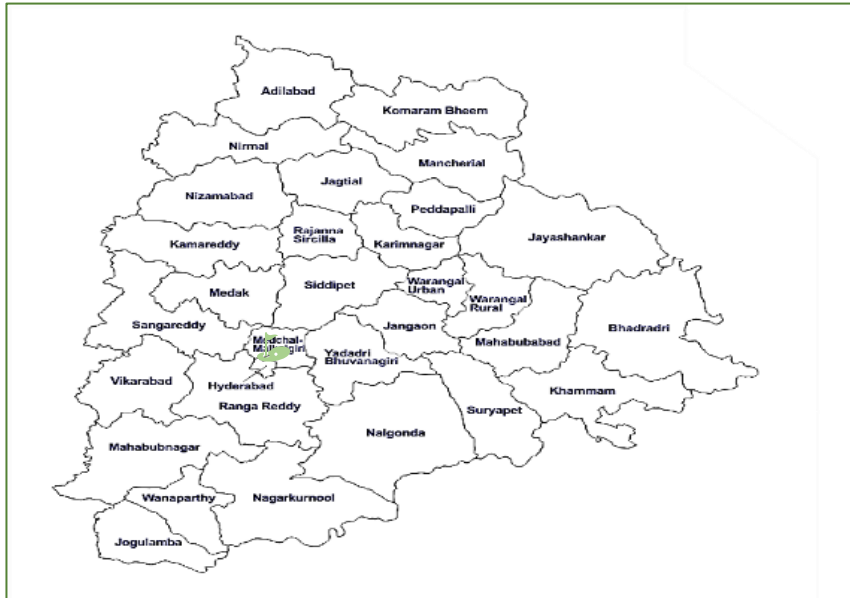 Adilabad
Komaram Bheem
Nirmal
Mancherial
Jagtial
Nizamabad
Peddapalli
Rajanna
Sircilla
Jayashankar
Kamareddy
Karimnagar
Siddipet
Warangal
Urban
Medak
Warangal
Rural
Sangareddy
Jangaon
Bhadradri
Medchal-
Mahabubabad
Yadadri
Bhuvanagiri
Vikarabad
Hyderabad
Khammam
Ranga Reddy
Suryapet
Nalgonda
Mahabubnagar
Wanaparthy
Nagarkurnool
Jogulamba